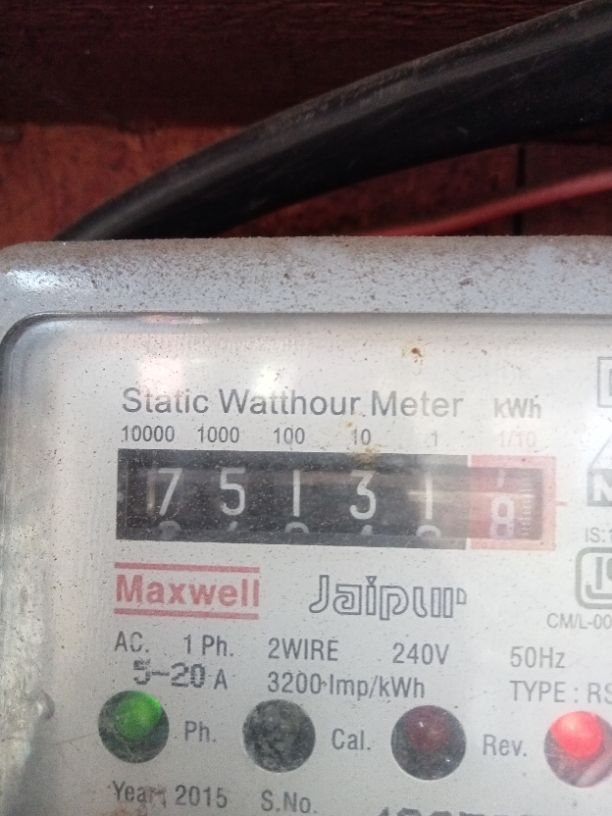 Static Watthour Meter kWh
10000 1000 100 10 1 1/10
7 5 1 3 1 8
Maxwell Jaipur
AC. 1 Ph. 2WIRE 240V 50Hz
5-20 A 3200 Imp/kWh TYPE : RS
Ph. Cal. Rev.
Year: 2015 S.No.
CM/L-00